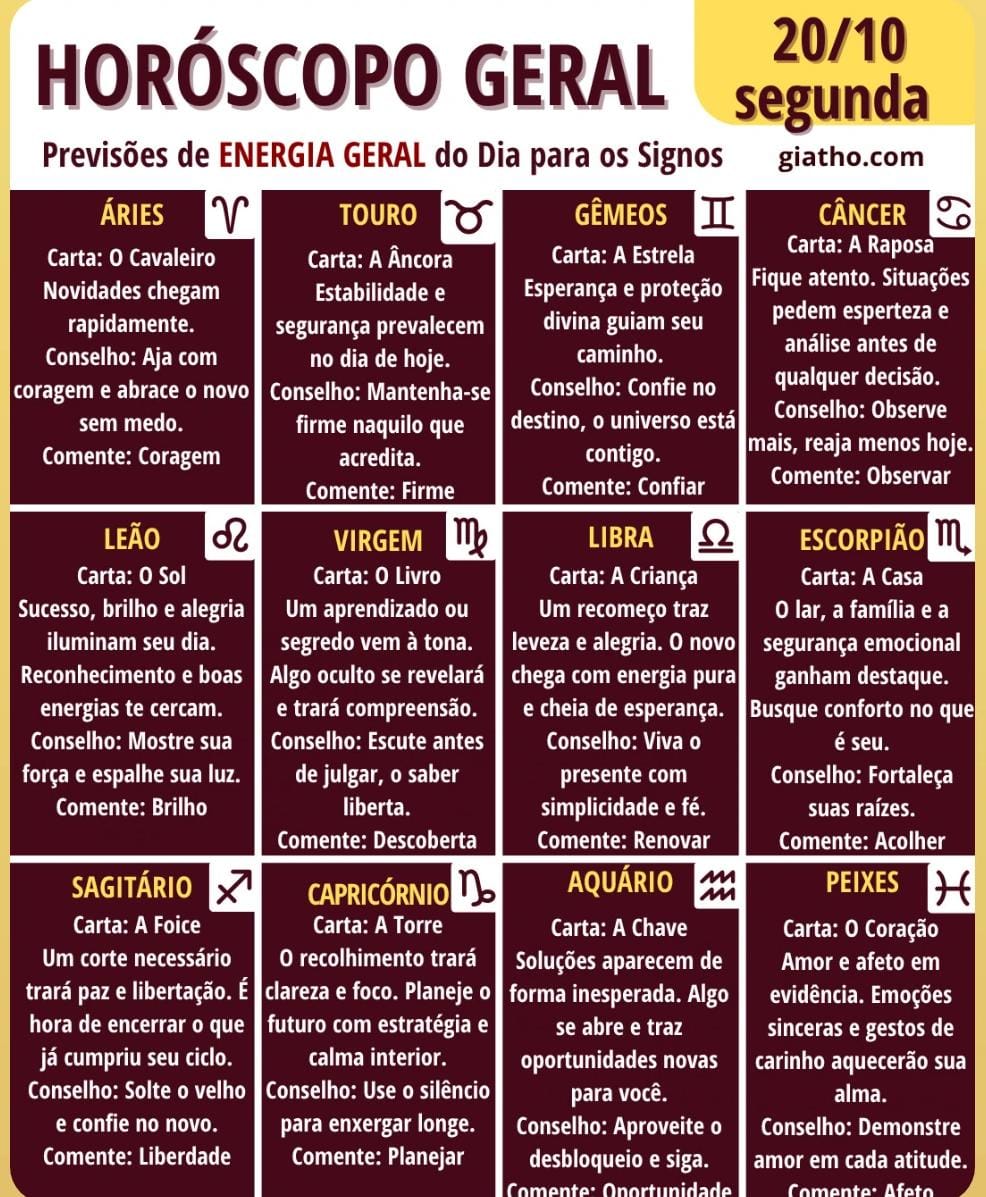 HORÓSCOPO GERAL
20/10
segunda
Previsões de ENERGIA GERAL do Dia para os Signos
giatho.com
ÁRIES
Carta: O Cavaleiro
Novidades chegam
rapidamente.
Conselho: Aja com
coragem e abrace o novo
sem medo.
Comente: Coragem
TOURO
Carta: A Âncora
Estabilidade e
segurança prevalecem
no dia de hoje.
Conselho: Mantenha-se
firme naquilo que
acredita.
Comente: Firme
GÊMEOS
Carta: A Estrela
Esperança e proteção
divina guiam seu
caminho.
Conselho: Confie no
destino, o universo está
contigo.
Comente: Confiar
CÂNCER
Carta: A Raposa
Fique atento. Situações
pedem esperteza e
análise antes de
qualquer decisão.
Conselho: Observe
mais, reaja menos hoje.
Comente: Observar
LEÃO
Carta: O Sol
Sucesso, brilho e alegria
iluminam seu dia.
Reconhecimento e boas
energias te cercam.
Conselho: Mostre sua
força e espalhe sua luz.
Comente: Brilho
VIRGEM
Carta: O Livro
Um aprendizado ou
segredo vem à tona.
Algo oculto se revelará
e trará compreensão.
Conselho: Escute antes
de julgar, o saber
liberta.
Comente: Descoberta
LIBRA
Carta: A Criança
Um recomeço traz
leveza e alegria. O novo
chega com energia pura
e cheia de esperança.
Conselho: Viva o
presente com
simplicidade e fé.
Comente: Renovar
ESCORPIÃO
Carta: A Casa
O lar, a família e a
segurança emocional
ganham destaque.
Busque conforto no que
é seu.
Conselho: Fortaleça
suas raízes.
Comente: Acolher
SAGITÁRIO
Carta: A Foice
Um corte necessário
trará paz e libertação. É
hora de encerrar o que
já cumpriu seu ciclo.
Conselho: Solte o velho
e confie no novo.
Comente: Liberdade
CAPRICÓRNIO
Carta: A Torre
O recolhimento trará
clareza e foco. Planeje o
futuro com estratégia e
calma interior.
Conselho: Use o silêncio
para enxergar longe.
Comente: Planejar
AQUÁRIO
Carta: A Chave
Soluções aparecem de
forma inesperada. Algo
se abre e traz
oportunidades novas
para você.
Conselho: Aproveite o
desbloqueio e siga.
Comente: Oportunidade
PEIXES
Carta: O Coração
Amor e afeto em
evidência. Emoções
sinceras e gestos de
carinho aquecerão sua
alma.
Conselho: Demonstre
amor em cada atitude.
Comente: Afeto